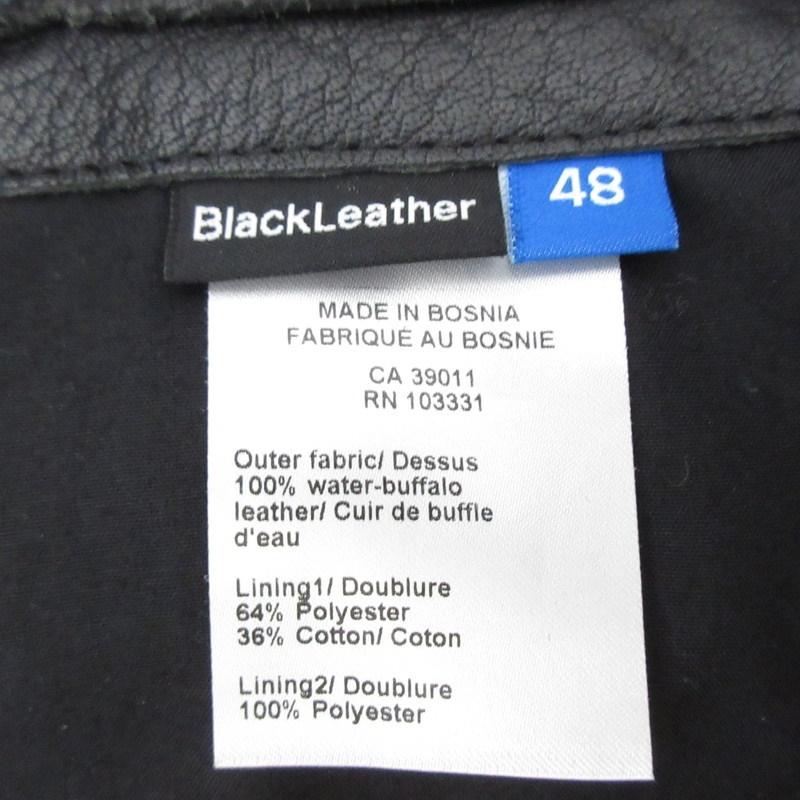 BlackLeather
48
MADE IN BOSNIA
FABRIQUÉ AU BOSNIE
CA 39011
RN 103331
Outer fabric/ Dessus
100% water-buffalo
leather/ Cuir de buffle
d'eau
Lining1/ Doublure
64% Polyester
36% Cotton/ Coton
Lining2/ Doublure
100% Polyester